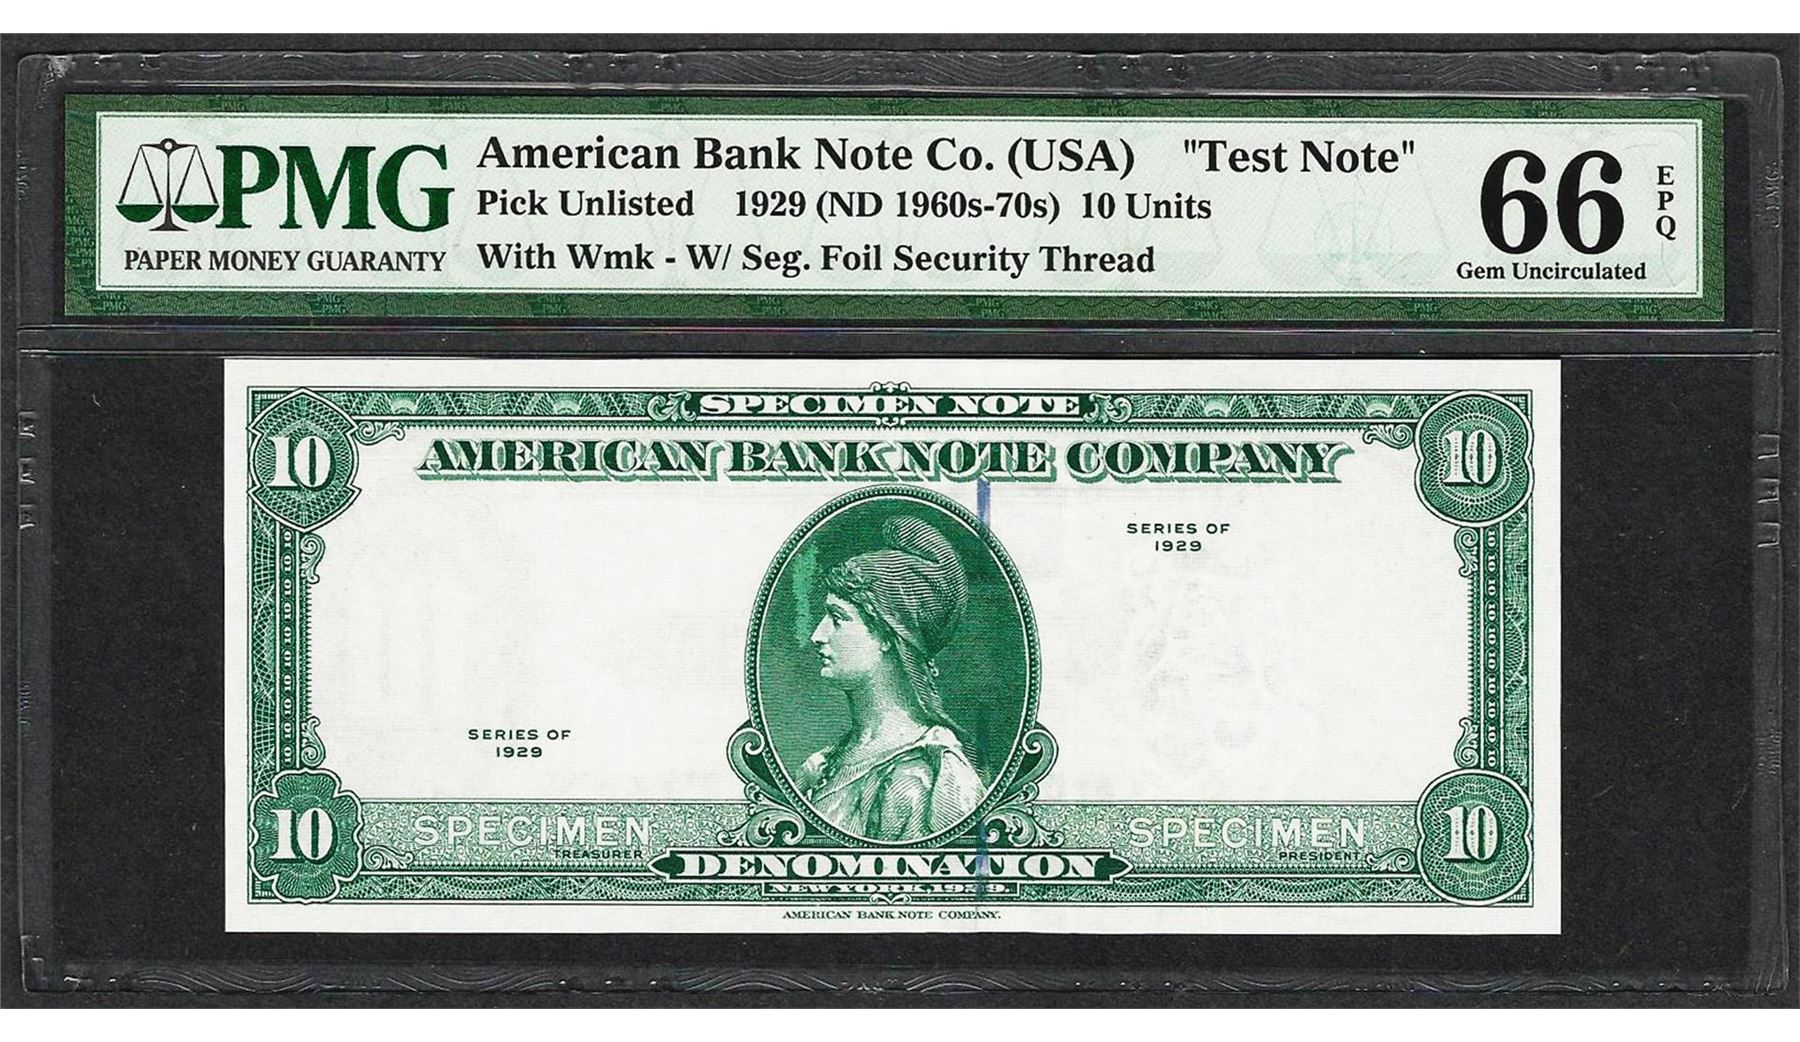 PMG
PAPER MONEY GUARANTY
American Bank Note Co. (USA) "Test Note"
Pick Unlisted 1929 (ND 1960s-70s) 10 Units
With Wmk - W/ Seg. Foil Security Thread
66
EPQ
Gem Uncirculated
SPECIMEN NOTE
10
10
AMERICAN BANK NOTE COMPANY
SERIES OF
1929
SERIES OF
1929
10
SPECIMEN
TREASURER
SPECIMEN
PRESIDENT
10
DENOMINATION
NEW YORK, 1929.
AMERICAN BANK NOTE COMPANY.